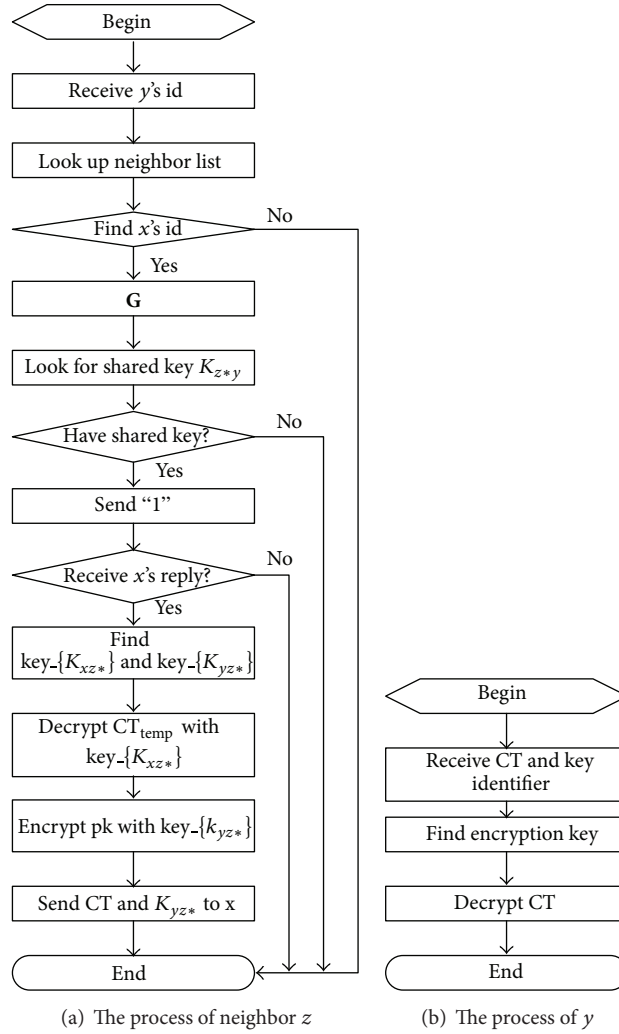 Begin
Receive y's id
Look up neighbor list
Find x's id
No
Yes
G
Look for shared key K_{z*y}
Have shared key?
No
Yes
Send “1”
Receive x's reply?
No
Yes
Find
key_{K_{xz*}} and key_{K_{yz*}}
Decrypt CT_{temp} with
key_{K_{xz*}}
Encrypt pk with key_{k_{yz*}}
Send CT and K_{yz*} to x
End
(a) The process of neighbor z
Begin
Receive CT and key
identifier
Find encryption key
Decrypt CT
End
(b) The process of y